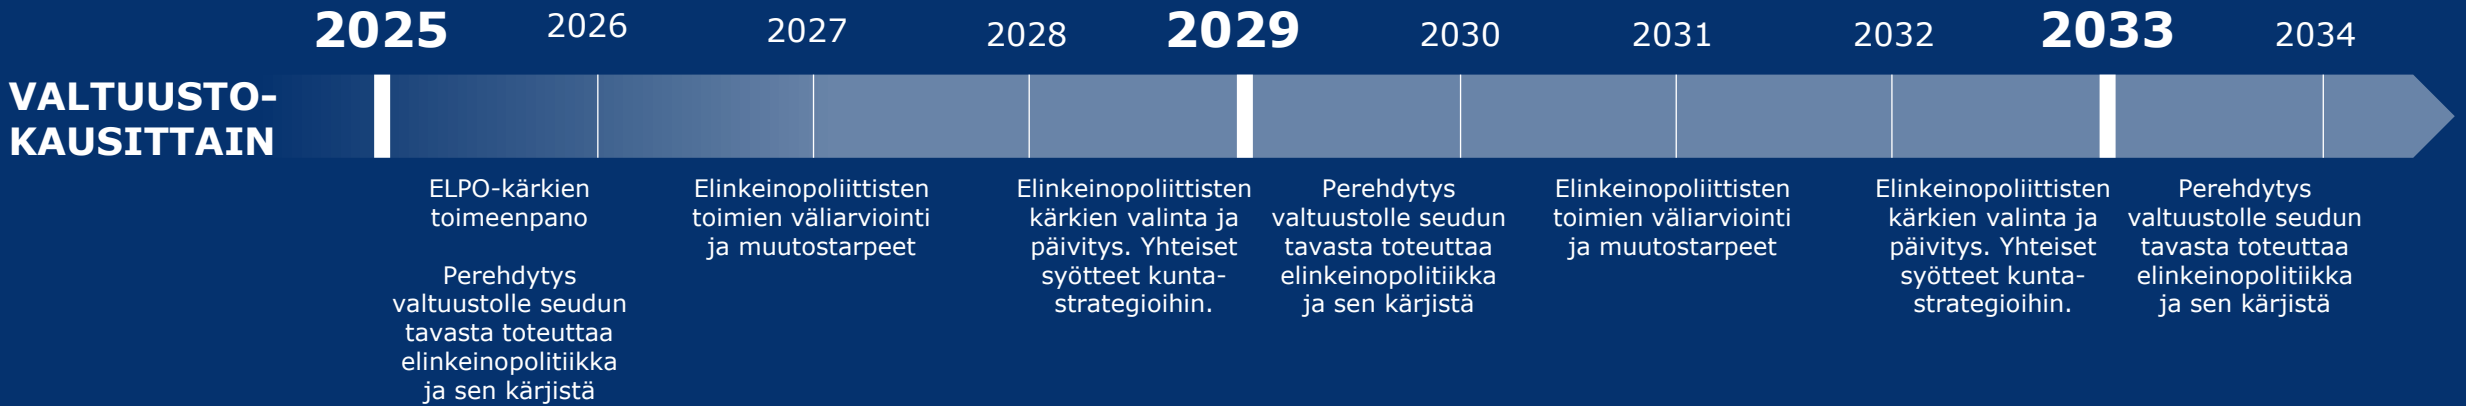 2025
2026
2027
2028
2029
2030
2031
2032
2033
2034
VALTUUSTO-
KAUSITTAIN
ELPO-kärkien
toimeenpano
Perehdytys
valtuustolle seudun
tavasta toteuttaa
elinkeinopolitiikka
ja sen kärjistä
Elinkeinopoliittisten
toimien väliarviointi
ja muutostarpeet
Elinkeinopoliittisten
kärkien valinta ja
päivitys. Yhteiset
syötteet kunta-
strategioihin.
Perehdytys
valtuustolle seudun
tavasta toteuttaa
elinkeinopolitiikka
ja sen kärjistä
Elinkeinopoliittisten
toimien väliarviointi
ja muutostarpeet
Elinkeinopoliittisten
kärkien valinta ja
päivitys. Yhteiset
syötteet kunta-
strategioihin.
Perehdytys
valtuustolle seudun
tavasta toteuttaa
elinkeinopolitiikka
ja sen kärjistä